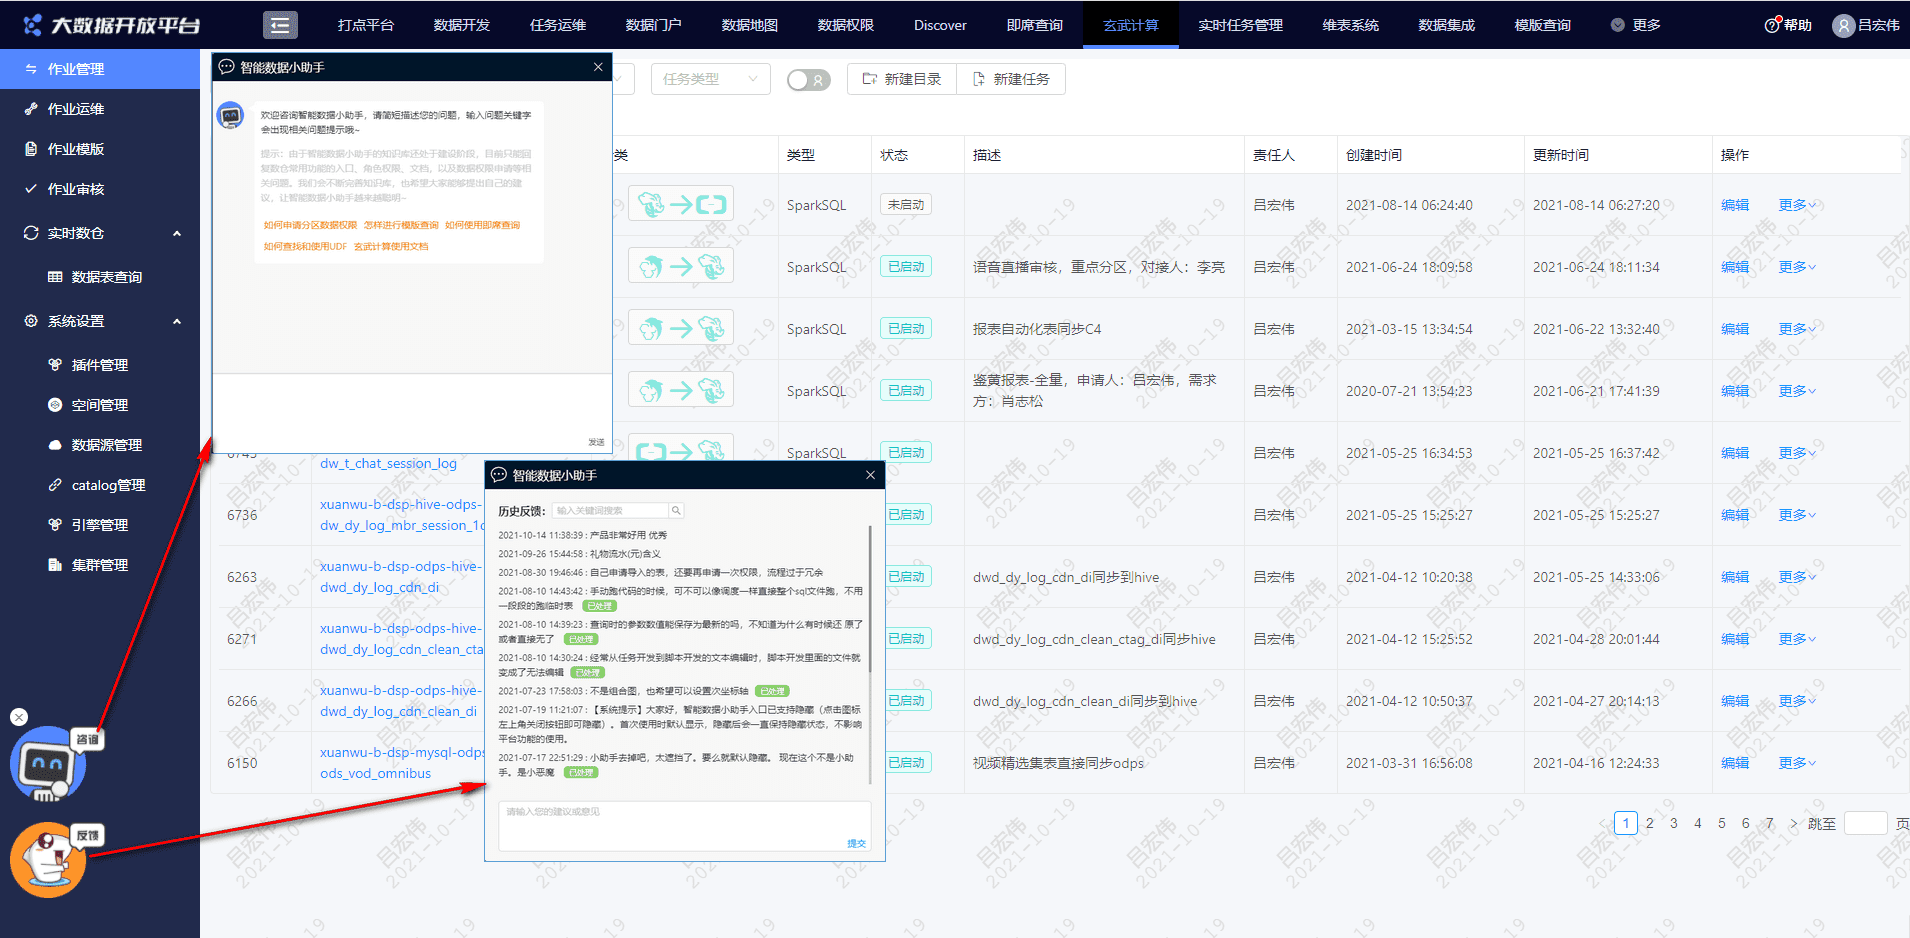 大数据开放平台
打点平台
数据开发
任务运维
数据门户
数据地图
数据权限
Discover
即席查询
玄武计算
实时任务管理
维表系统
数据集成
模版查询
更多
帮助
吕宏伟
作业管理
作业运维
作业模版
作业审核
实时数仓
数据表查询
系统设置
插件管理
空间管理
数据源管理
catalog管理
引擎管理
集群管理
咨询
反馈
任务类型
新建目录
新建任务
智能数据小助手
欢迎咨询智能数据小助手，请简短描述您的问题，输入问题关键字
会出现相关问题提示哦~
提示：由于智能数据小助手的知识库还处于建设阶段，目前只能回
复数仓常用功能的入口、角色权限、文档，以及数据权限申请等相
关问题。我们会不断完善知识库，也希望大家能够提出自己的建
议，让智能数据小助手越来越聪明~
如何申请分区数据权限 怎样进行模版查询 如何使用即席查询
如何查找和使用UDF 玄武计算使用文档
发送
类 类型 状态 描述 责任人 创建时间 更新时间 操作
SparkSQL 未启动 吕宏伟 2021-08-14 06:24:40 2021-08-14 06:27:20 编辑 更多
SparkSQL 已启动 语音直播审核，重点分区，对接人：李亮 吕宏伟 2021-06-24 18:09:58 2021-06-24 18:11:34 编辑 更多
SparkSQL 已启动 报表自动化表同步C4 吕宏伟 2021-03-15 13:34:54 2021-06-22 13:32:40 编辑 更多
SparkSQL 已启动 鉴黄报表-全量，申请人：吕宏伟，需求
方：肖志松 吕宏伟 2020-07-21 13:54:23 2021-06-21 17:41:39 编辑 更多
6743 dw_t_chat_session_log SparkSQL 已启动 吕宏伟 2021-05-25 16:34:53 2021-05-25 16:37:42 编辑 更多
6736 xuanwu-b-dsp-hive-odps-
dw_dy_log_mbr_session_1d 已启动 吕宏伟 2021-05-25 15:25:27 2021-05-25 15:25:27 编辑 更多
6263 xuanwu-b-dsp-odps-hive-
dwd_dy_log_cdn_di 已启动 dwd_dy_log_cdn_di同步到hive 吕宏伟 2021-04-12 10:20:38 2021-05-25 14:33:06 编辑 更多
6271 xuanwu-b-dsp-odps-hive-
dwd_dy_log_cdn_clean_cta 已启动 dwd_dy_log_cdn_clean_ctag_di同步hive 吕宏伟 2021-04-12 15:25:52 2021-04-28 20:01:44 编辑 更多
6266 xuanwu-b-dsp-odps-hive-
dwd_dy_log_cdn_clean_di 已启动 dwd_dy_log_cdn_clean_di同步到hive 吕宏伟 2021-04-12 10:50:37 2021-04-27 20:14:13 编辑 更多
6150 xuanwu-b-dsp-mysql-odps
ods_vod_omnibus 已启动 视频精选集表直接同步odps 吕宏伟 2021-03-31 16:56:08 2021-04-16 12:24:33 编辑 更多
< 1 2 3 4 5 6 7 > 跳至 页
智能数据小助手
历史反馈： 输入关键词搜索
2021-10-14 11:38:39 : 产品非常好用 优秀
2021-09-26 15:44:58 : 礼物流水(元)含义
2021-08-30 19:46:46 : 自己申请导入的表，还要再申请一次权限，流程过于冗余
2021-08-10 14:43:42 : 手动跑代码的时候，可不可以像调度一样直接整个sql文件跑，不用
一段段的跑临时表 已处理
2021-08-10 14:39:23 : 查询时的参数数值能保存为最新的吗，不知道为什么有时候还 原了
或者直接无了 已处理
2021-08-10 14:30:24 : 经常从任务开发到脚本开发的文本编辑时，脚本开发里面的文件就
变成了无法编辑 已处理
2021-07-23 17:58:03 : 不是组合图，也希望可以设置次坐标轴 已处理
2021-07-19 11:21:07 : 【系统提示】大家好，智能数据小助手入口已支持隐藏（点击图标
左上角关闭按钮即可隐藏）。首次使用时默认显示，隐藏后会一直保持隐藏状态，不影响
平台功能的使用。
2021-07-17 22:51:29 : 小助手去掉吧，太遮挡了。要么就默认隐藏。 现在这个不是小助
手。是小恶魔 已处理
请输入您的建议或意见
提交
吕宏伟
2021-10-19